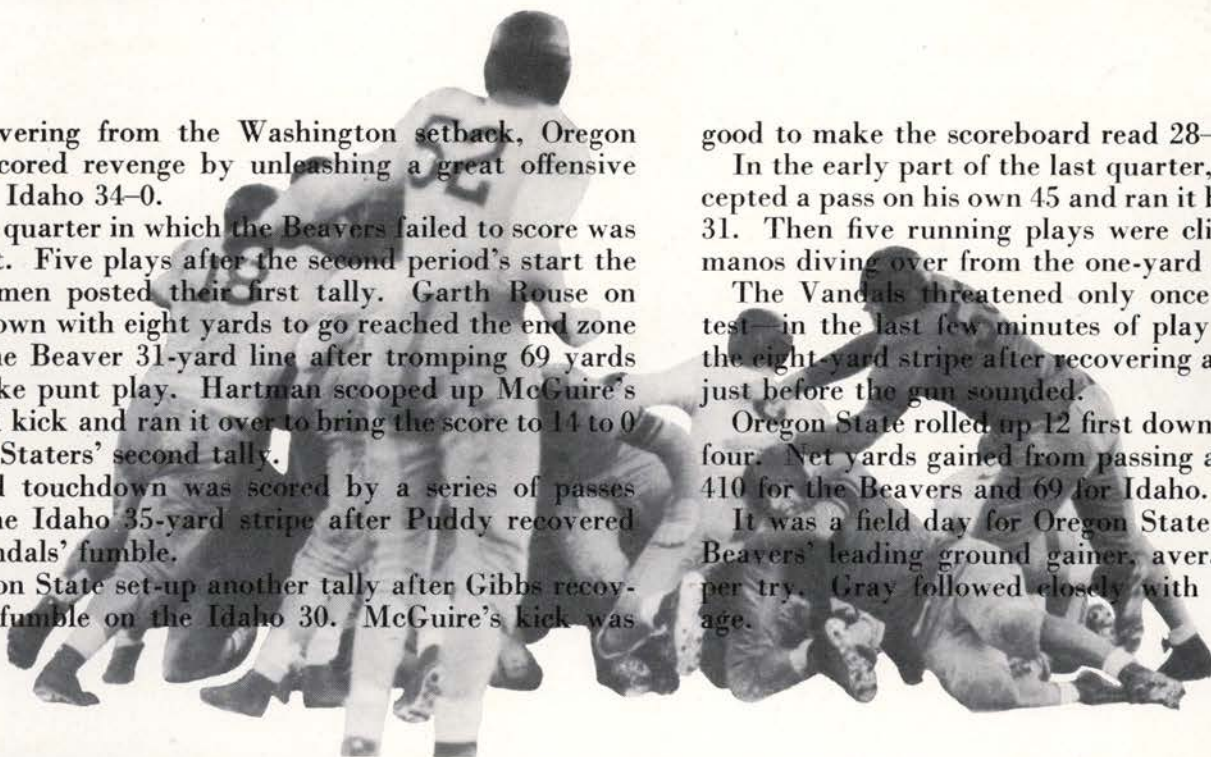 vering from the Washington setback, Oregon
cored revenge by unleashing a great offensive
Idaho 34–0.
quarter in which the Beavers failed to score was
t. Five plays after the second period's start the
men posted their first tally. Garth Rouse on
own with eight yards to go reached the end zone
ne Beaver 31-yard line after tromping 69 yards
ke punt play. Hartman scooped up McGuire's
kick and ran it over to bring the score to 14 to 0
Staters' second tally.
l touchdown was scored by a series of passes
ne Idaho 35-yard stripe after Puddy recovered
ndals' fumble.
on State set-up another tally after Gibbs recov-
fumble on the Idaho 30. McGuire's kick was
good to make the scoreboard read 28–
In the early part of the last quarter,
cepted a pass on his own 45 and ran it b
31. Then five running plays were cli
manos diving over from the one-yard
The Vandals threatened only once
test—in the last few minutes of play
the eight-yard stripe after recovering a
just before the gun sounded.
Oregon State rolled up 12 first down
four. Net yards gained from passing a
410 for the Beavers and 69 for Idaho.
It was a field day for Oregon State
Beavers' leading ground gainer, avera
per try. Gray followed closely with
age.
32